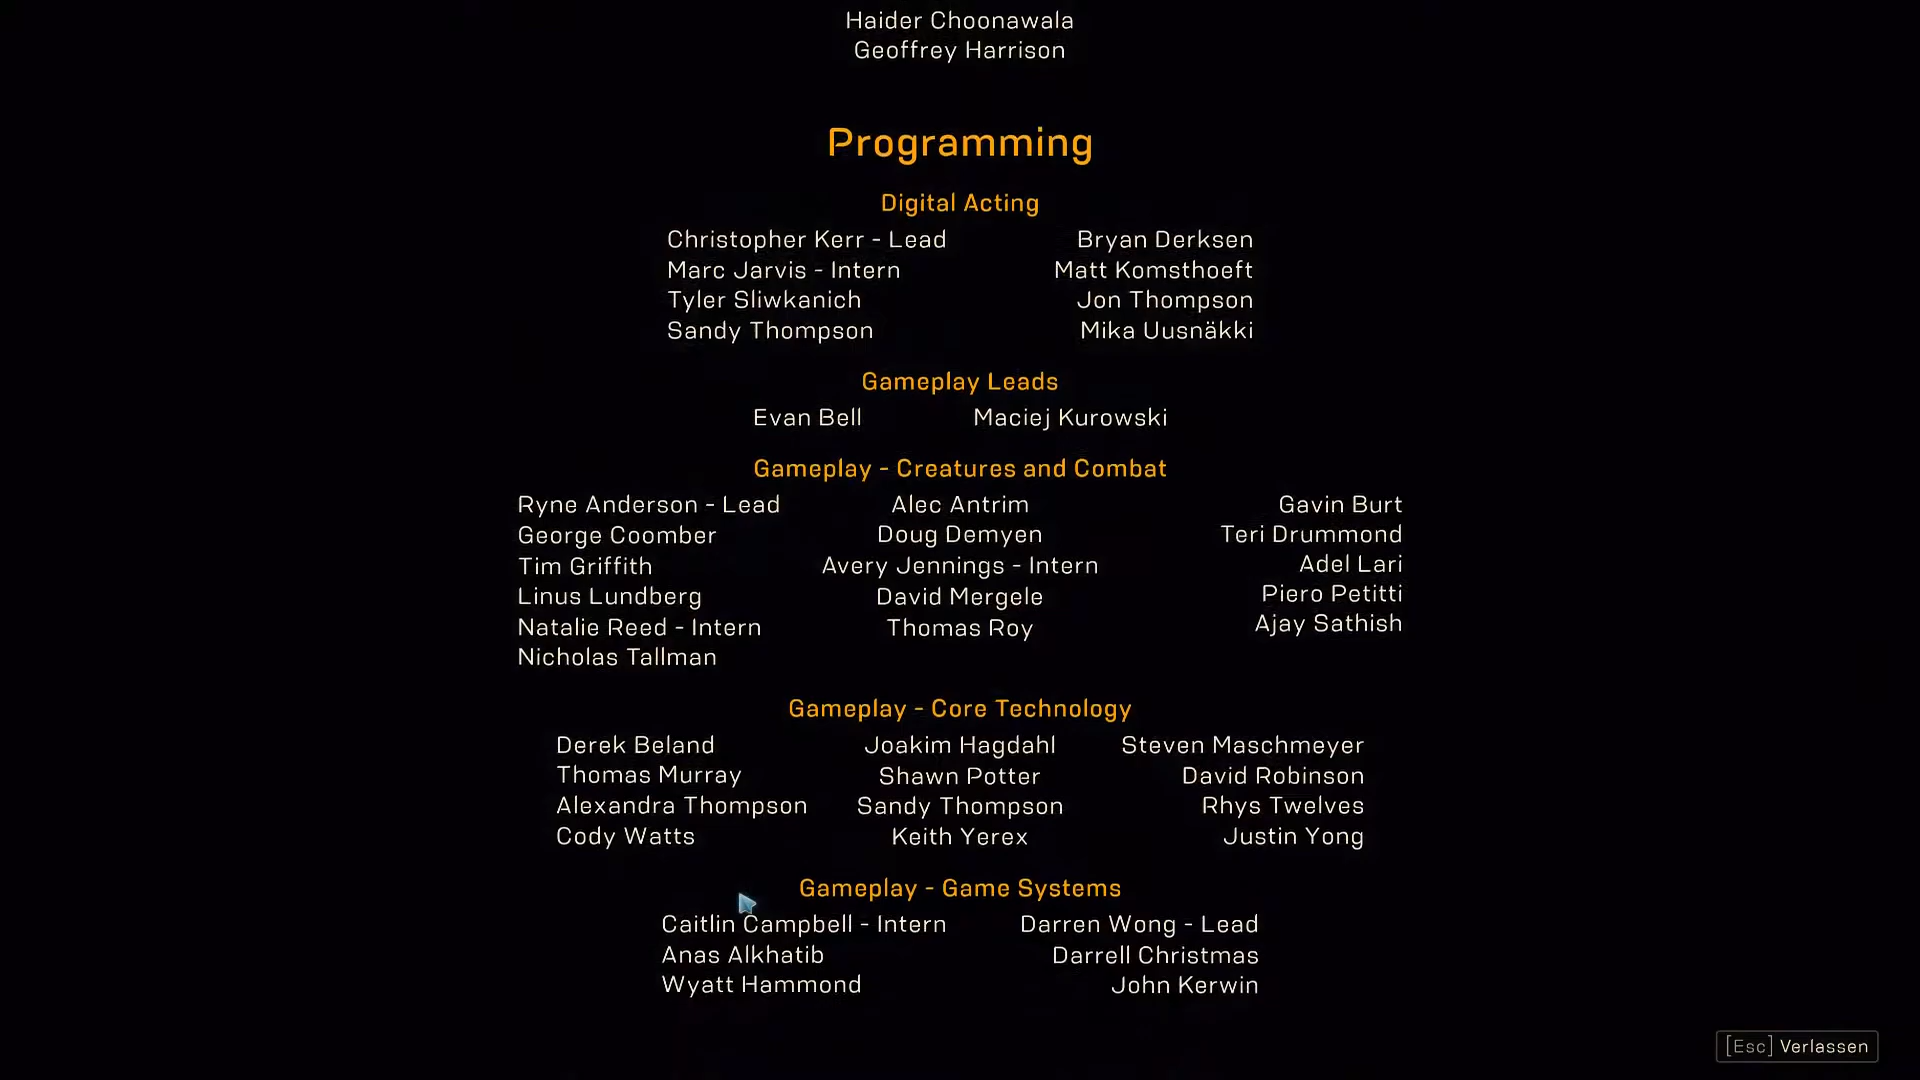 Haider Choonawala
Geoffrey Harrison
Programming
Digital Acting
Christopher Kerr - Lead Bryan Derksen
Marc Jarvis - Intern Matt Komsthoeft
Tyler Sliwkanich Jon Thompson
Sandy Thompson Mika Uusnäkki
Gameplay Leads
Evan Bell Maciej Kurowski
Gameplay - Creatures and Combat
Ryne Anderson - Lead Alec Antrim Gavin Burt
George Coomber Doug Demyen Teri Drummond
Tim Griffith Avery Jennings - Intern Adel Lari
Linus Lundberg David Mergele Piero Petitti
Natalie Reed - Intern Thomas Roy Ajay Sathish
Nicholas Tallman
Gameplay - Core Technology
Derek Beland Joakim Hagdahl Steven Maschmeyer
Thomas Murray Shawn Potter David Robinson
Alexandra Thompson Sandy Thompson Rhys Twelves
Cody Watts Keith Yerex Justin Yong
Gameplay - Game Systems
Caitlin Campbell - Intern Darren Wong - Lead
Anas Alkhatib Darrell Christmas
Wyatt Hammond John Kerwin
[Esc] Verlassen